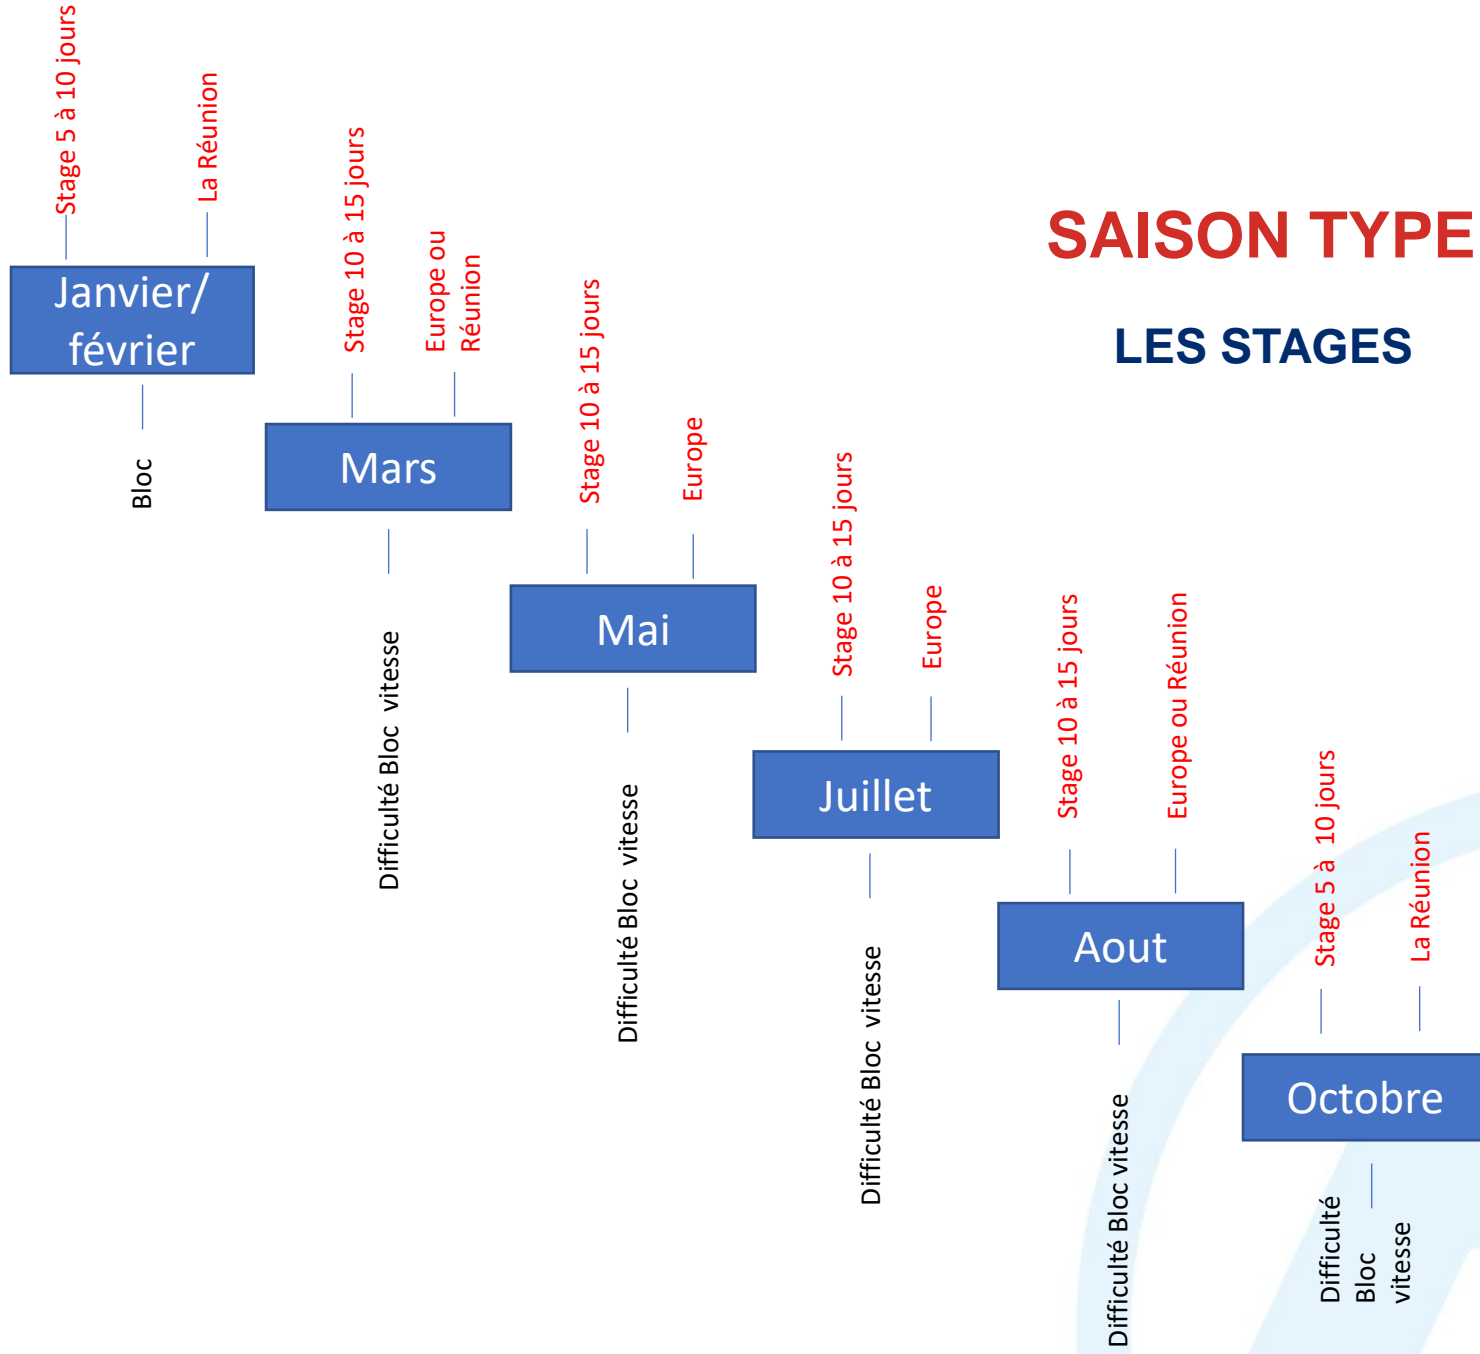 SAISON TYPE
LES STAGES
Stage 5 à 10 jours
La Réunion
Janvier/
février
Bloc
Stage 10 à 15 jours
Europe ou
Réunion
Mars
Difficulté Bloc  vitesse
Stage 10 à 15 jours
Europe
Mai
Difficulté Bloc  vitesse
Stage 10 à 15 jours
Europe
Juillet
Difficulté Bloc  vitesse
Stage 10 à 15 jours
Europe ou Réunion
Aout
Difficulté Bloc vitesse
Stage 5 à  10 jours
La Réunion
Octobre
Difficulté
Bloc
vitesse